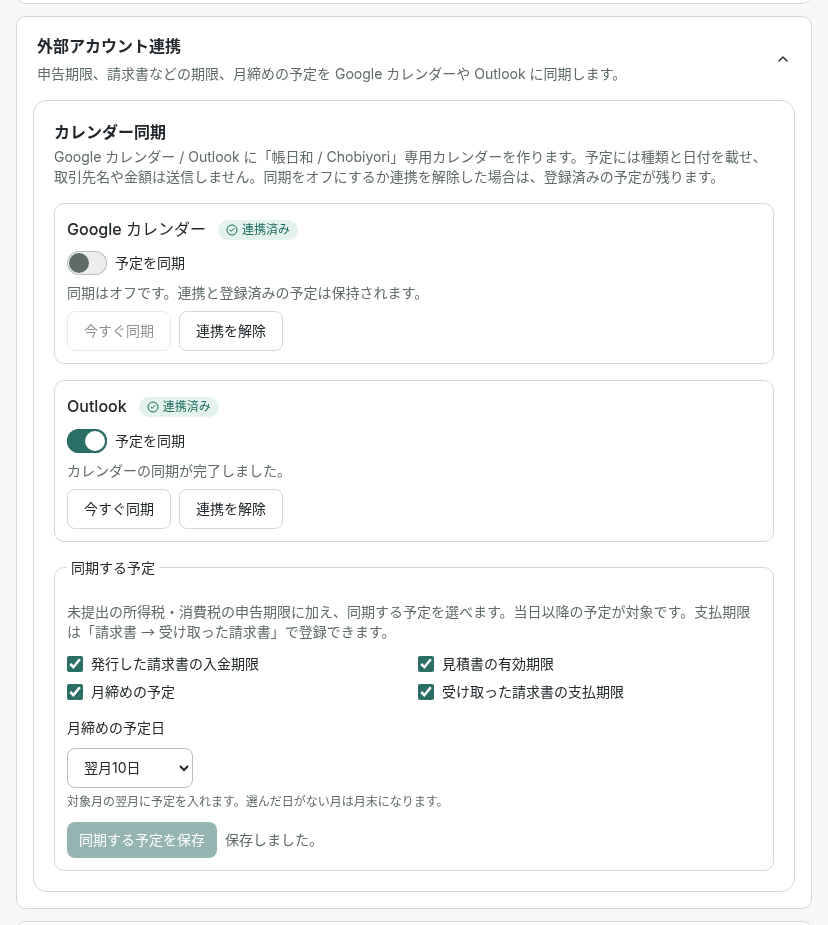 外部アカウント連携
申告期限、請求書などの期限、月締めの予定を Google カレンダーや Outlook に同期します。
カレンダー同期
Google カレンダー / Outlook に「帳日和 / Chobiyori」専用カレンダーを作ります。予定には種類と日付を載せ、
取引先名や金額は送信しません。同期をオフにするか連携を解除した場合は、登録済みの予定が残ります。
Google カレンダー 連携済み
予定を同期
同期はオフです。連携と登録済みの予定は保持されます。
今すぐ同期 連携を解除
Outlook 連携済み
予定を同期
カレンダーの同期が完了しました。
今すぐ同期 連携を解除
同期する予定
未提出の所得税・消費税の申告期限に加え、同期する予定を選べます。当日以降の予定が対象です。支払期限
は「請求書 → 受け取った請求書」で登録できます。
発行した請求書の入金期限 見積書の有効期限
月締めの予定 受け取った請求書の支払期限
月締めの予定日
翌月10日
対象月の翌月に予定を入れます。選んだ日がない月は月末になります。
同期する予定を保存 保存しました。